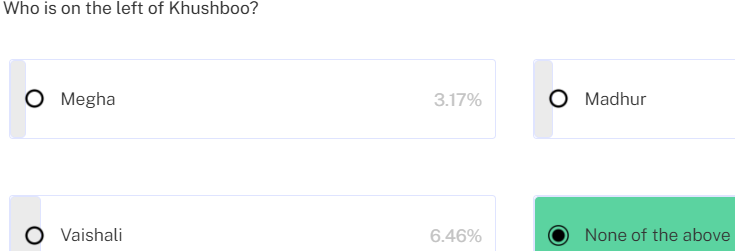 Who is on the left of Khushboo?
Megha 3.17% Madhur
Vaishali 6.46% None of the above